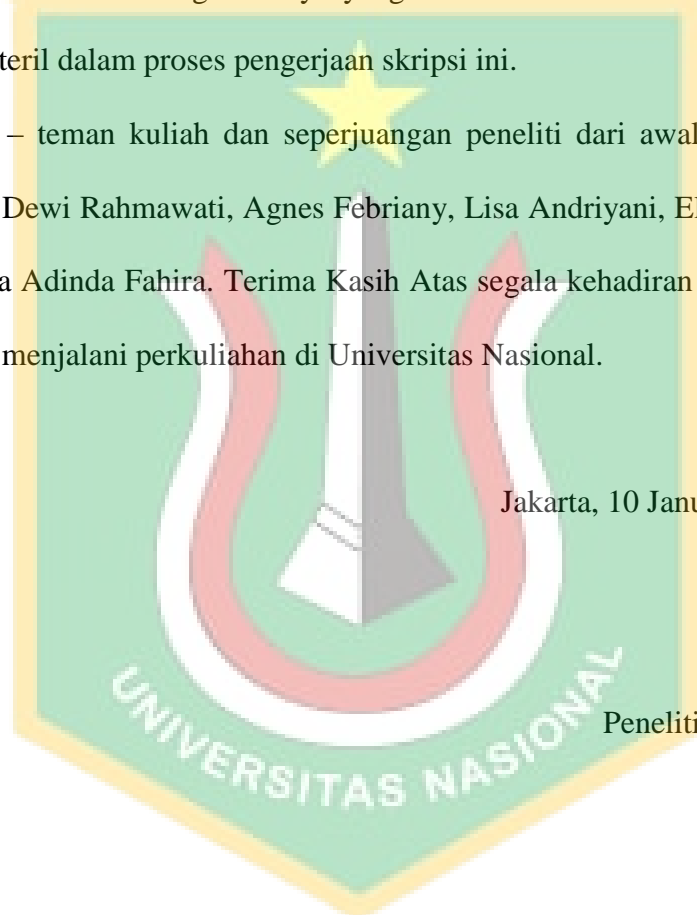 teril dalam proses pengerjaan skripsi ini.
– teman kuliah dan seperjuangan peneliti dari awal
Dewi Rahmawati, Agnes Febriany, Lisa Andriyani,
a Adinda Fahira. Terima Kasih Atas segala kehadiran
menjalani perkuliahan di Universitas Nasional.
Jakarta, 10 Janu
Peneliti
UNIVERSITAS NASIONAL